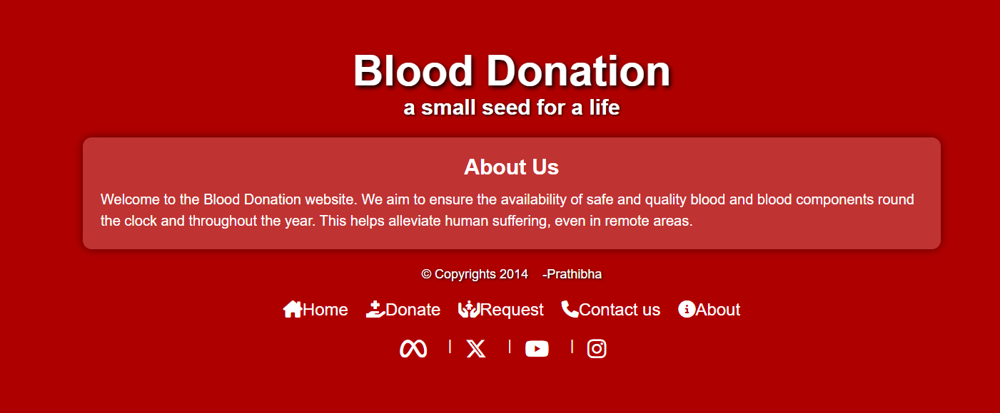 Blood Donation
a small seed for a life
About Us
Welcome to the Blood Donation website. We aim to ensure the availability of safe and quality blood and blood components round
the clock and throughout the year. This helps alleviate human suffering, even in remote areas.
© Copyrights 2014 -Prathibha
Home Donate Request Contact us About
| | |